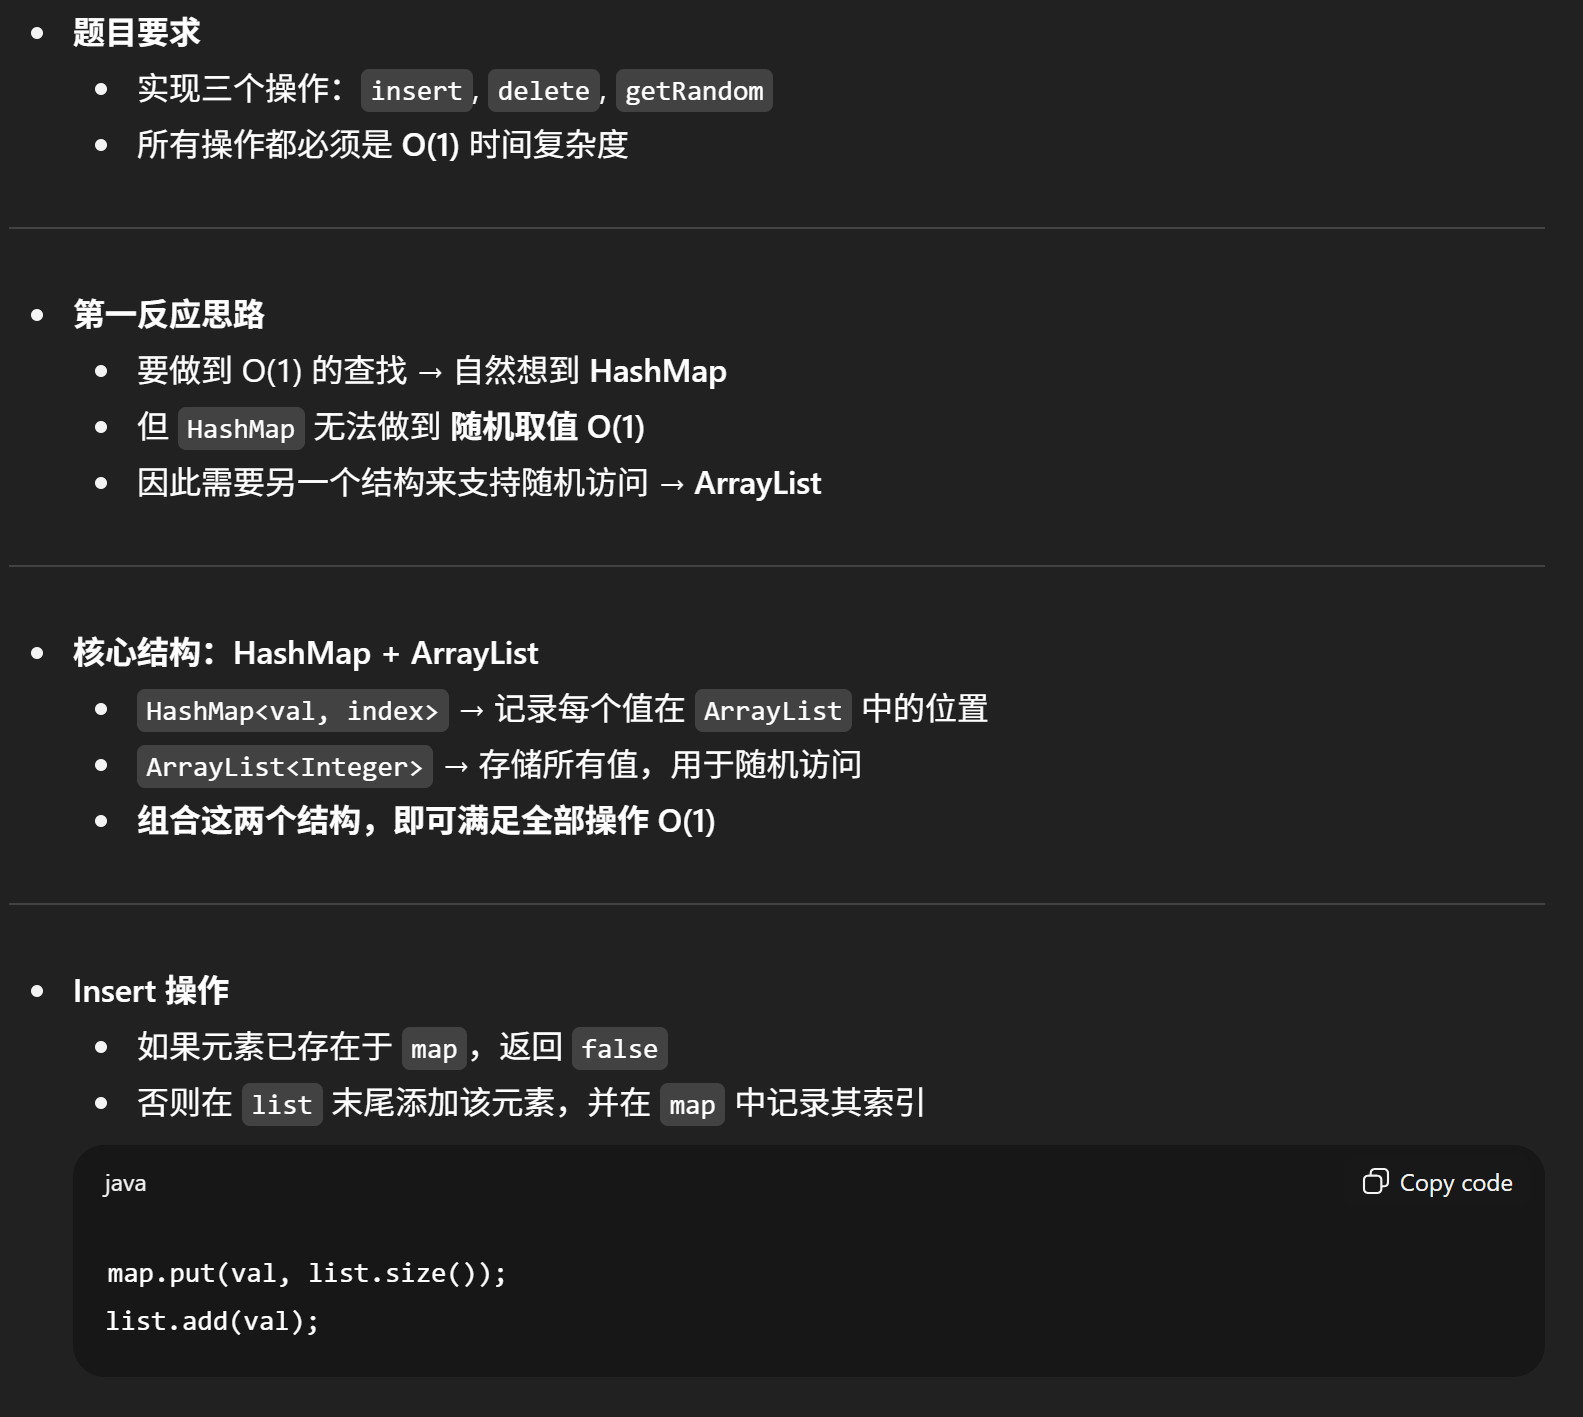 题目要求
实现三个操作：insert, delete, getRandom
所有操作都必须是 O(1) 时间复杂度
第一反应思路
要做到 O(1) 的查找 → 自然想到 HashMap
但 HashMap 无法做到 随机取值 O(1)
因此需要另一个结构来支持随机访问 → ArrayList
核心结构：HashMap + ArrayList
HashMap<val, index> → 记录每个值在 ArrayList 中的位置
ArrayList<Integer> → 存储所有值，用于随机访问
组合这两个结构，即可满足全部操作 O(1)
Insert 操作
如果元素已存在于 map，返回 false
否则在 list 末尾添加该元素，并在 map 中记录其索引
java
Copy code
map.put(val, list.size());
list.add(val);